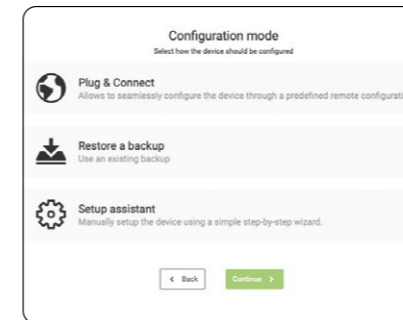 Configuration mode
Select how the device should be configured
Plug & Connect
Allows to seamlessly configure the device through a predefined remote
Restore a backup
Use an existing backup
Setup assistant
Manually setup the device using a simple step-by-step wizard.
< Back
Continue >